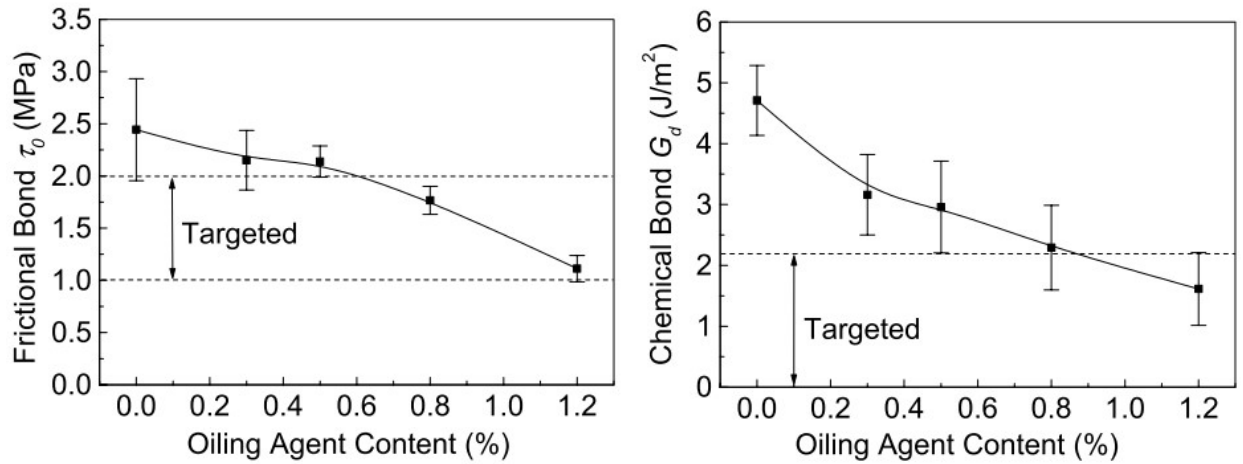 Frictional Bond τ0 (MPa)
3.5
3.0
2.5
2.0
1.5
1.0
0.5
0.0
Targeted
0.0 0.2 0.4 0.6 0.8 1.0 1.2
Oiling Agent Content (%)
Chemical Bond Gd (J/m²)
6
5
4
3
2
1
0
Targeted
0.0 0.2 0.4 0.6 0.8 1.0 1.2
Oiling Agent Content (%)